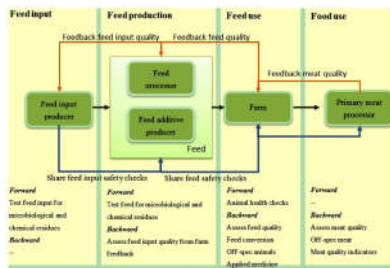 Feed input
Feed production
Feed use
Food use
Feedback feed input quality
Feedback feed quality
Feedback meat quality
Feed input
producer
Feed
processor
Feed additive
producer
Feed
Farm
Primary meat
processor
Share feed input safety checks
Share feed safety checks
Forward
Test feed input for
microbiological and
chemical residues
Backward
--
Forward
Test feed for microbiological and
chemical residues
Backward
Assess feed input quality from farm
feedback
Forward
Animal health checks
Backward
Assess feed quality
Feed conversion
Off-spec animals
Applied medicine
Forward
--
Backward
Assess meat quality
Off-spec meat
Meat quality indicators